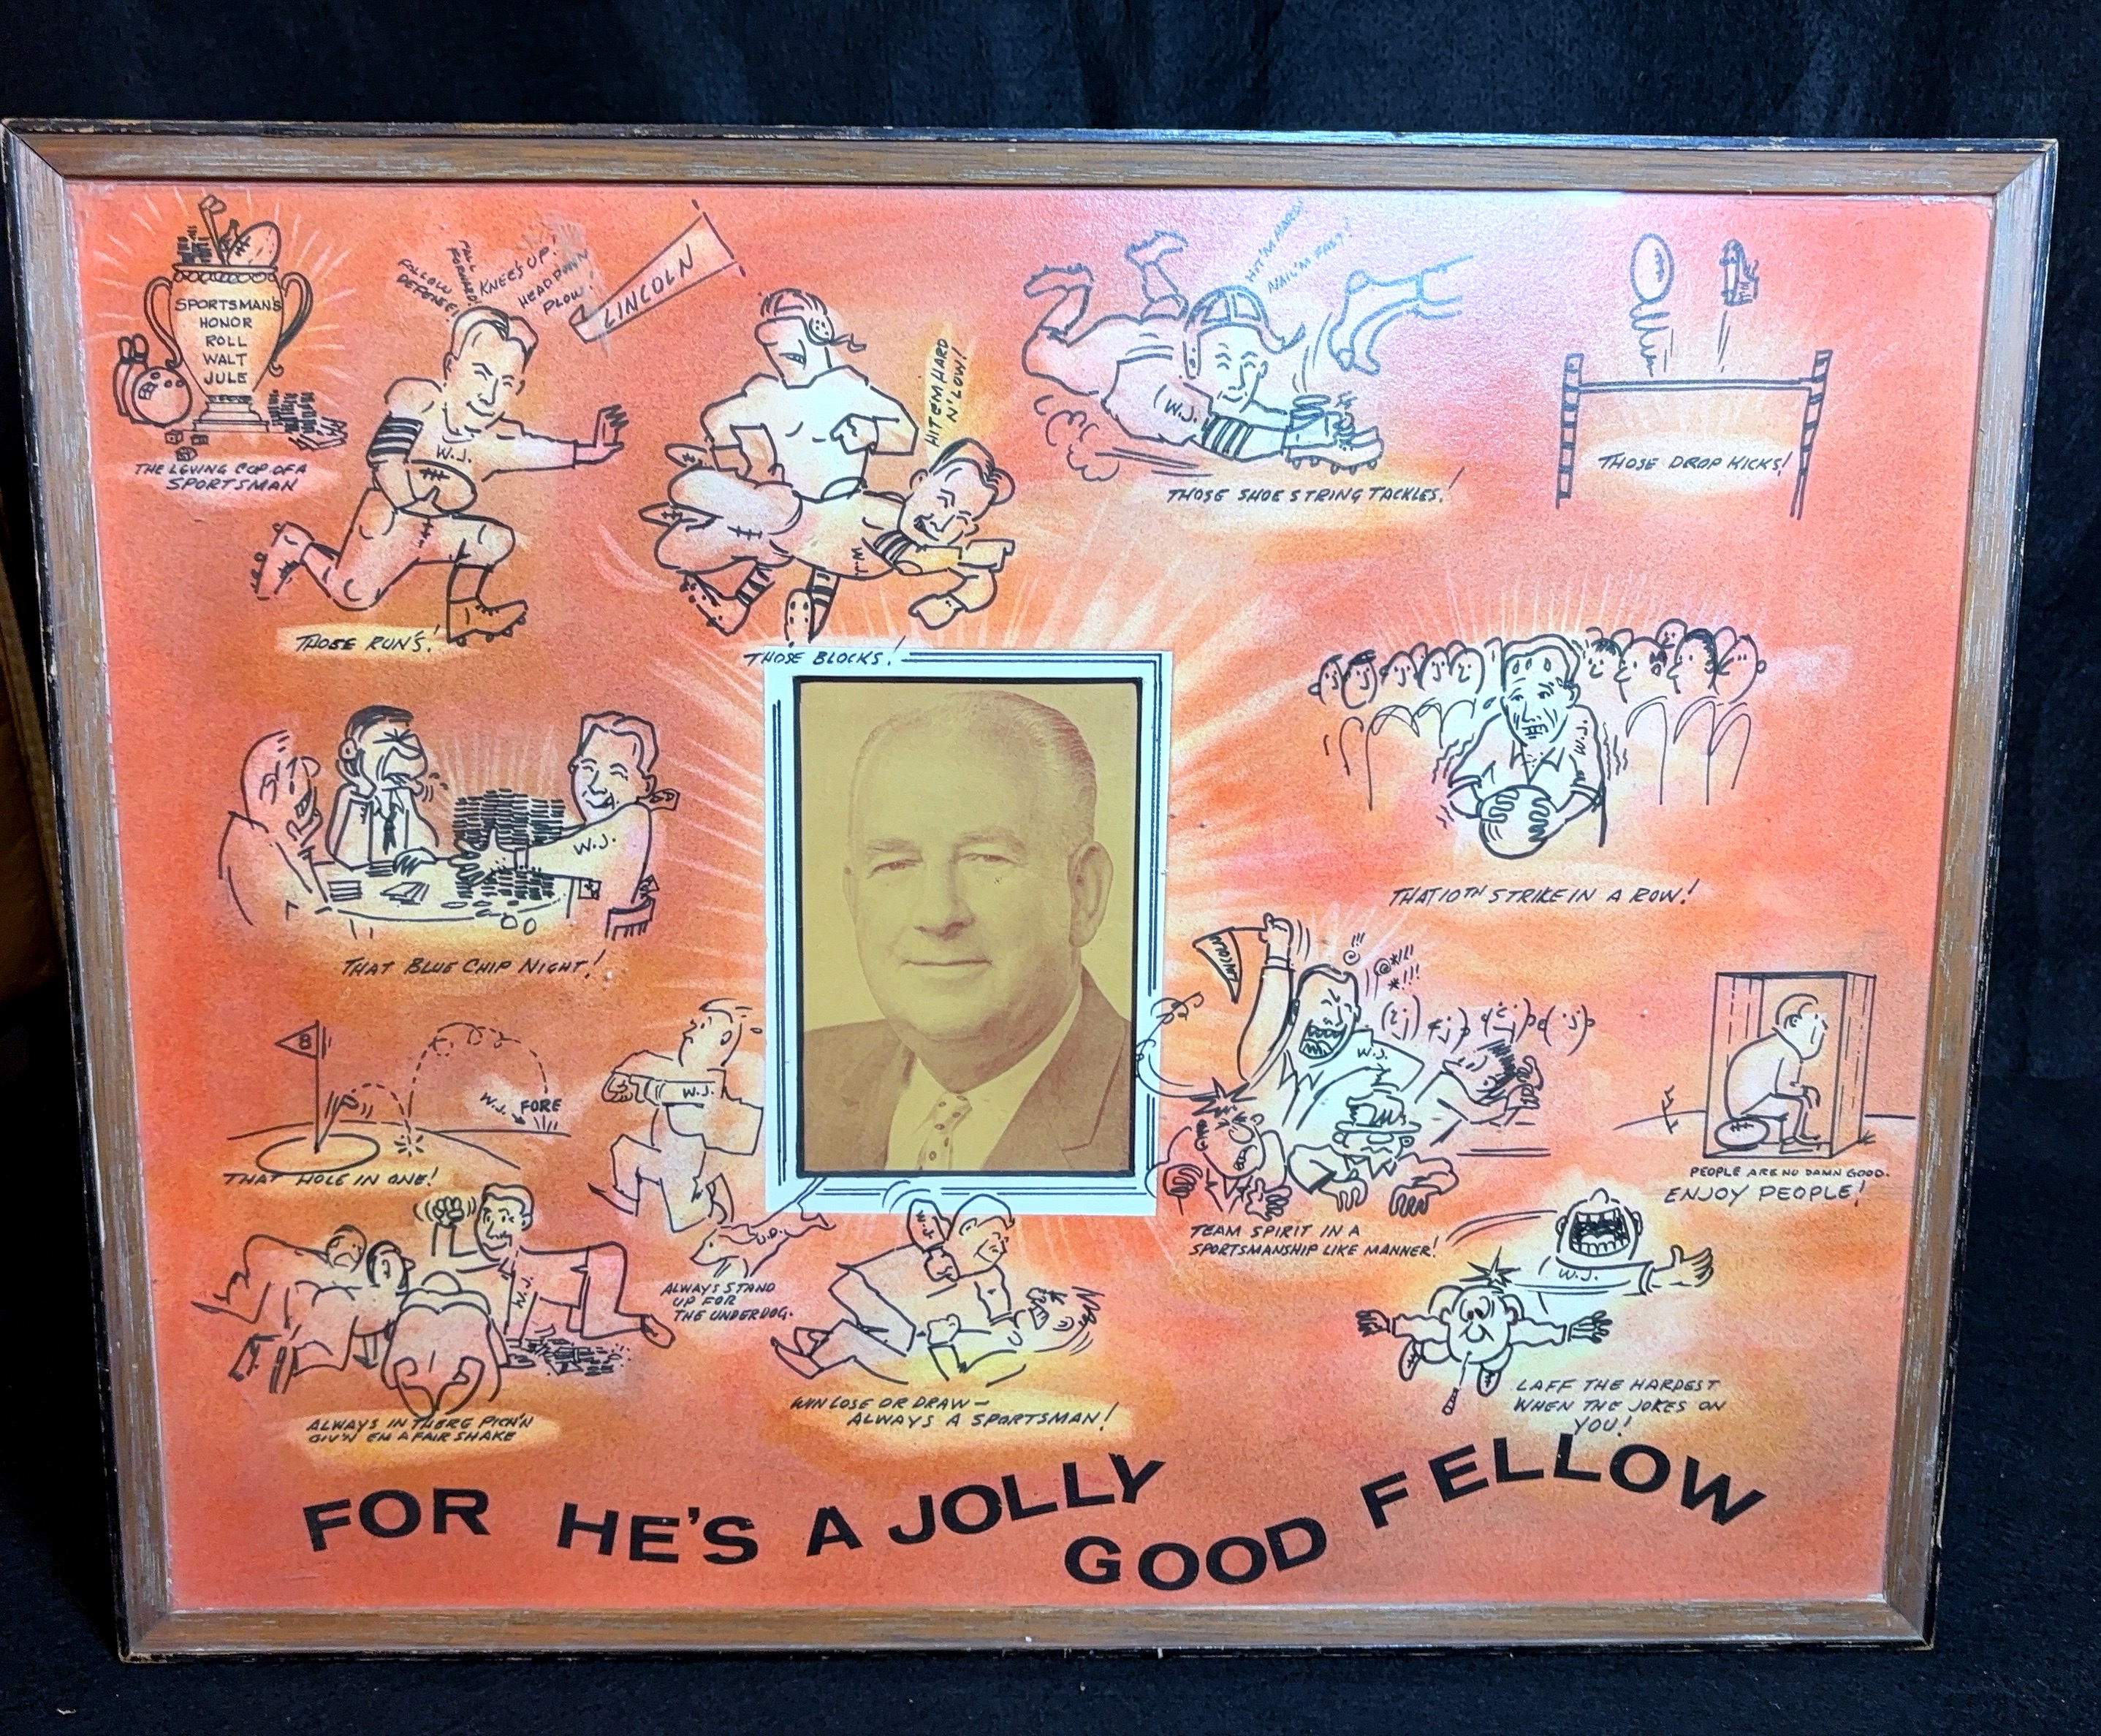 SPORTSMAN'S
HONOR
ROLL
WALT
JULE
THE LOVING CUP OF A
SPORTSMAN
FOLLOW
DEFENSE!
FALL
FORWARD!
KNEES UP!
HEAD DOWN
PLOW!
LINCOLN
W.J.
THOSE RUN'S!
HIT'EM HARD
N' LOW!
W.J.
THOSE BLOCKS!
HIT'M HARD!
NAIL'M FAST!
W.J.
THOSE SHOE STRING TACKLES!
THOSE DROP KICKS!
W.J.
THAT BLUE CHIP NIGHT!
W.J.
THAT 10TH STRIKE IN A ROW!
8
W.J.
FORE
THAT HOLE IN ONE!
W.J.
U.D.
ALWAYS STAND
UP FOR
THE UNDERDOG.
LINCOLN
@*!!!
*!!!
!!!
W.J.
TEAM SPIRIT IN A
SPORTSMANSHIP LIKE MANNER!
PEOPLE ARE NO DAMN GOOD.
ENJOY PEOPLE!
W.J.
ALWAYS IN THERE PICH'N
GIV'N EM A FAIR SHAKE
W.J.
WIN LOSE OR DRAW—
ALWAYS A SPORTSMAN!
W.J.
LAFF THE HARDEST
WHEN THE JOKES ON
YOU!
FOR HE'S A JOLLY
GOOD FELLOW